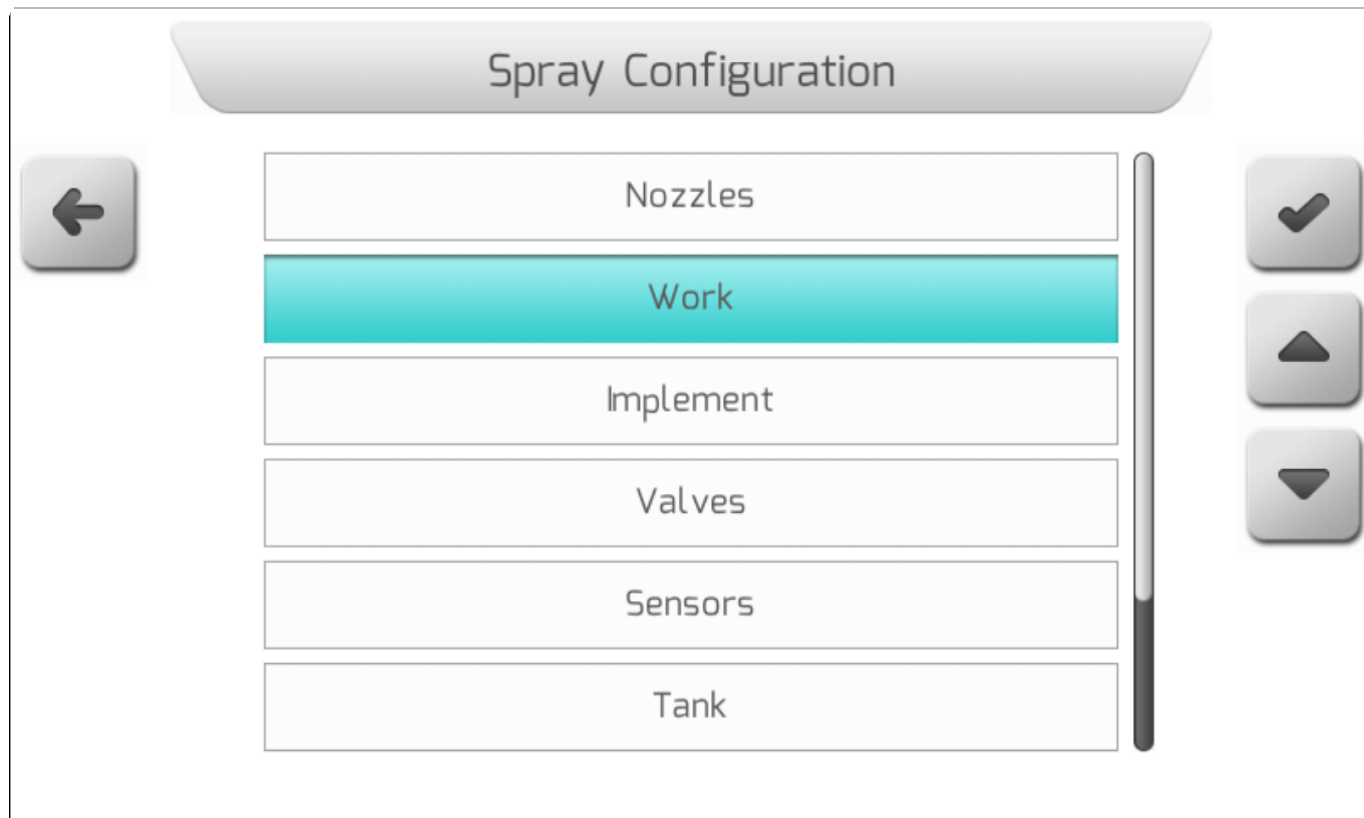 Spray Configuration
Nozzles
Work
Implement
Valves
Sensors
Tank